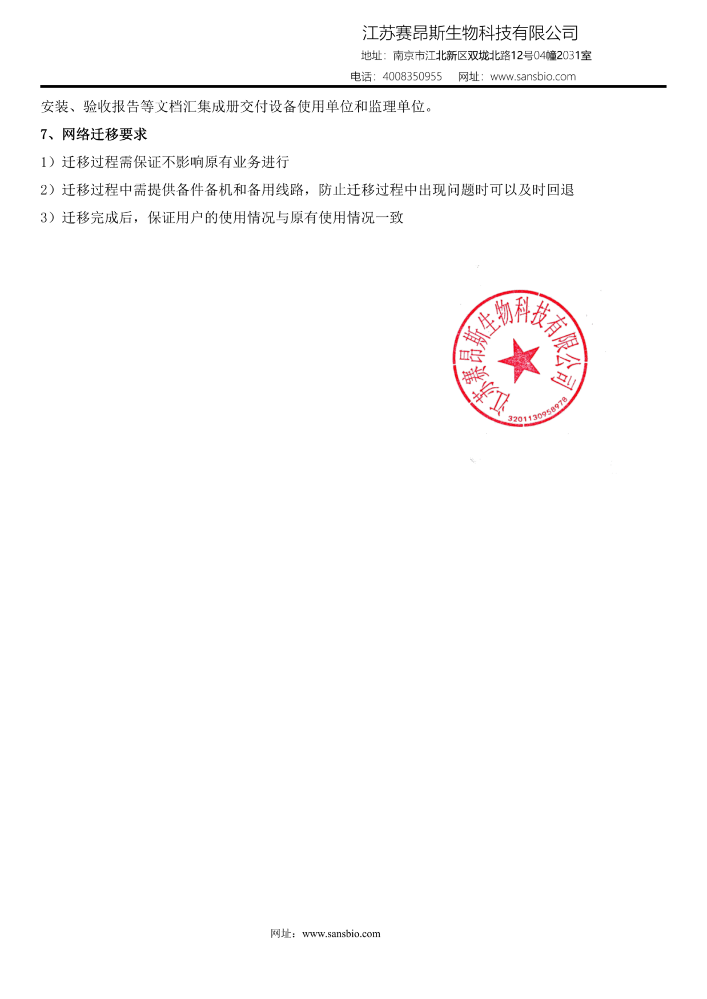 江苏赛昂斯生物科技有限公司
地址：南京市江北新区双垅北路12号04幢2031室
电话：4008350955 网址：www.sansbio.com
安装、验收报告等文档汇集成册交付设备使用单位和监理单位。
7、网络迁移要求
1）迁移过程需保证不影响原有业务进行
2）迁移过程中需提供备件备机和备用线路，防止迁移过程中出现问题时可以及时回退
3）迁移完成后，保证用户的使用情况与原有使用情况一致
江苏赛昂斯生物科技有限公司
3201130958978
网址：www.sansbio.com